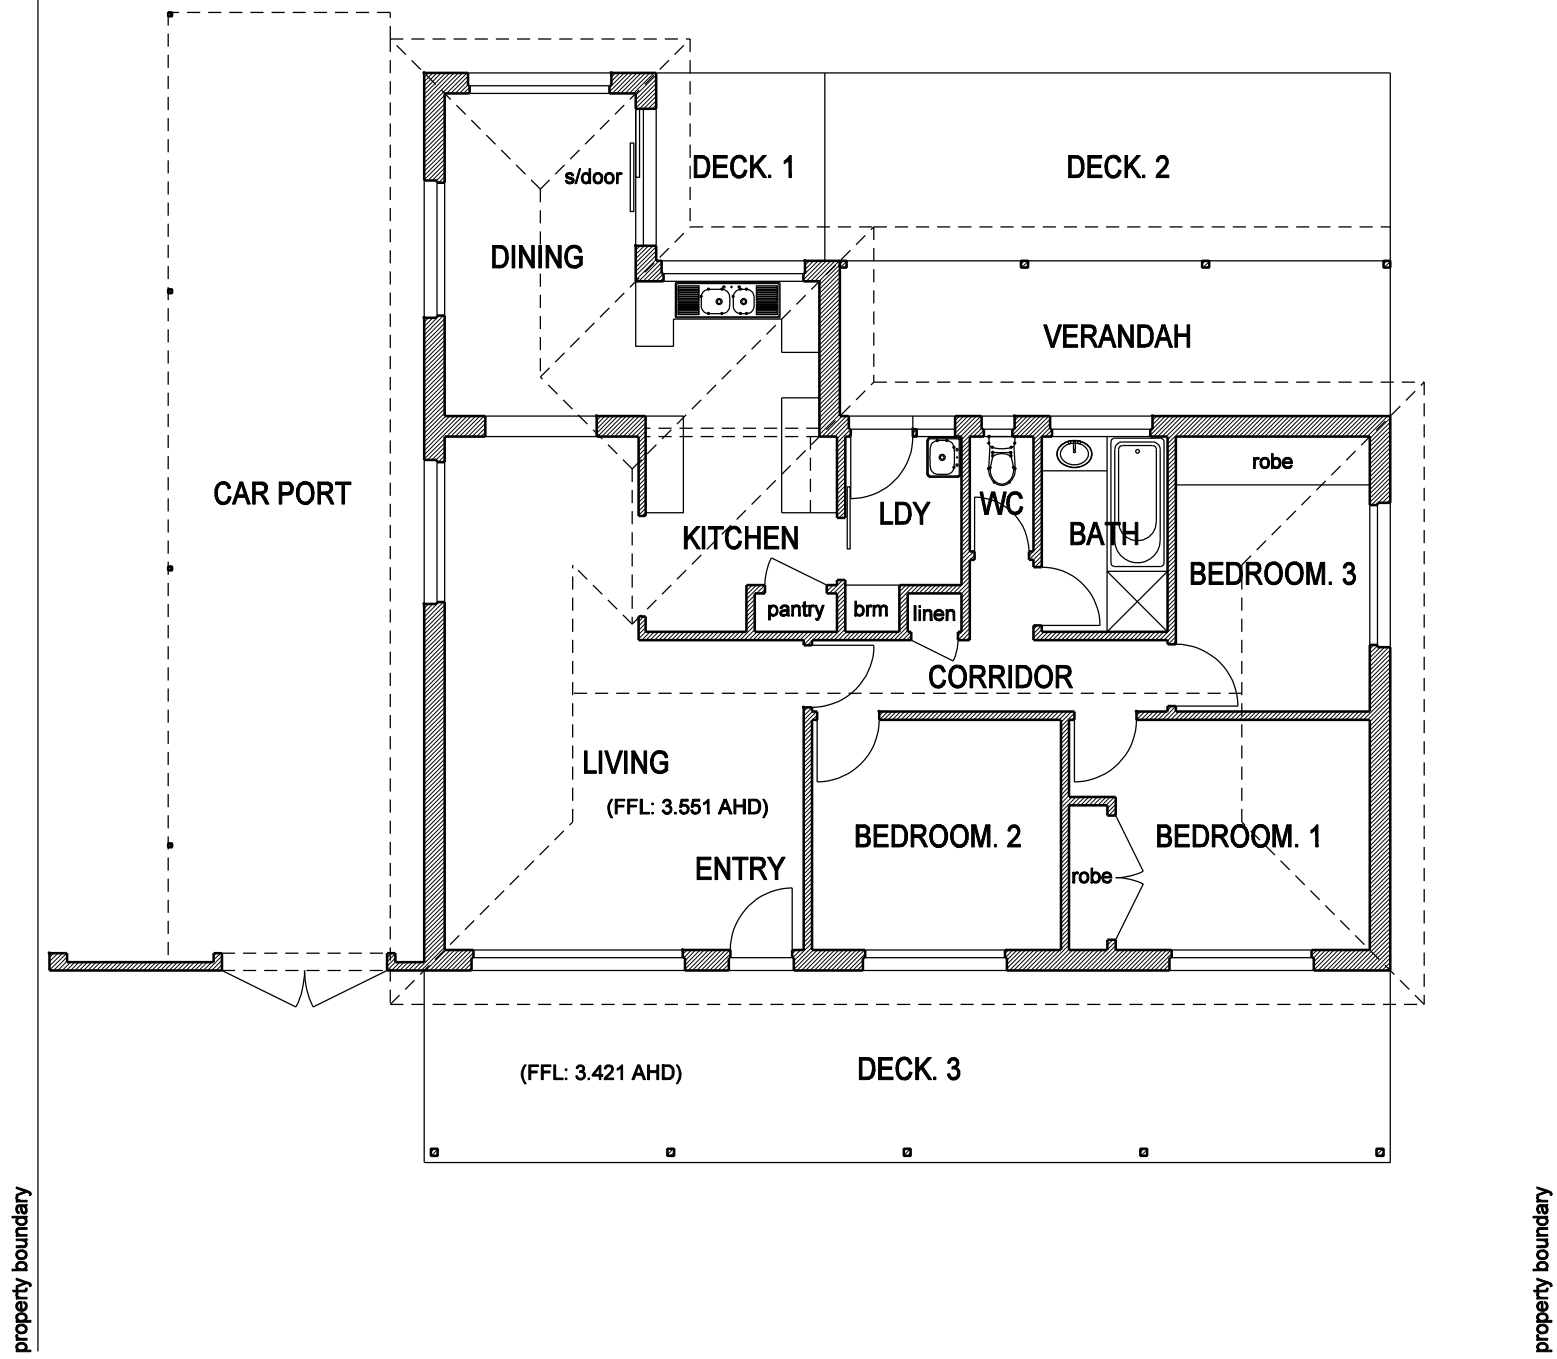 DECK. 1
DECK. 2
s/door
DINING
VERANDAH
robe
CAR PORT
WC
LDY
KITCHEN
BATH
BEDROOM. 3
pantry
brm
linen
CORRIDOR
LIVING
(FFL: 3.551 AHD)
BEDROOM. 2
BEDROOM. 1
ENTRY
robe
DECK. 3
(FFL: 3.421 AHD)
property boundary
property boundary